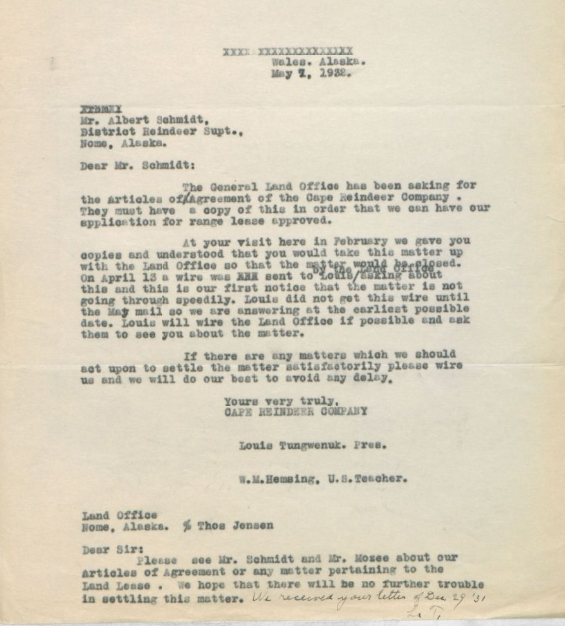 XXXX XXXXXXXXXXXXXXX
Wales. Alaska.
May 7, 1932.
Mr. Albert Schmidt,
District Reindeer Supt.,
Nome, Alaska.
Dear Mr. Schmidt:
The General Land Office has been asking for
the Articles of/Agreement of the Cape Reindeer Company .
They must have a copy of this in order that we can have our
application for range lease approved.
At your visit here in February we gave you
copies and understood that you would take this matter up
with the Land Office so that the matter would be closed.
by the Land Office
On April 13 a wire was XXX sent to Louis/asking about
this and this is our first notice that the matter is not
going through speedily. Louis did not get this wire until
the May mail so we are answering at the earliest possible
date. Louis will wire the Land Office if possible and ask
them to see you about the matter.
If there are any matters which we should
act upon to settle the matter satisfactorily please wire
us and we will do our best to avoid any delay.
Yours very truly,
CAPE REINDEER COMPANY
Louis Tungwenuk. Pres.
W.M.Hemsing, U.S.Teacher.
Land Office
Nome, Alaska. % Thos Jensen
Dear Sir:
Please see Mr. Schmidt and Mr. Mozee about our
Articles of Agreement or any matter pertaining to the
Land Lease . We hope that there will be no further trouble
in settling this matter. We received your letter of Dec 29 '31
L. T.